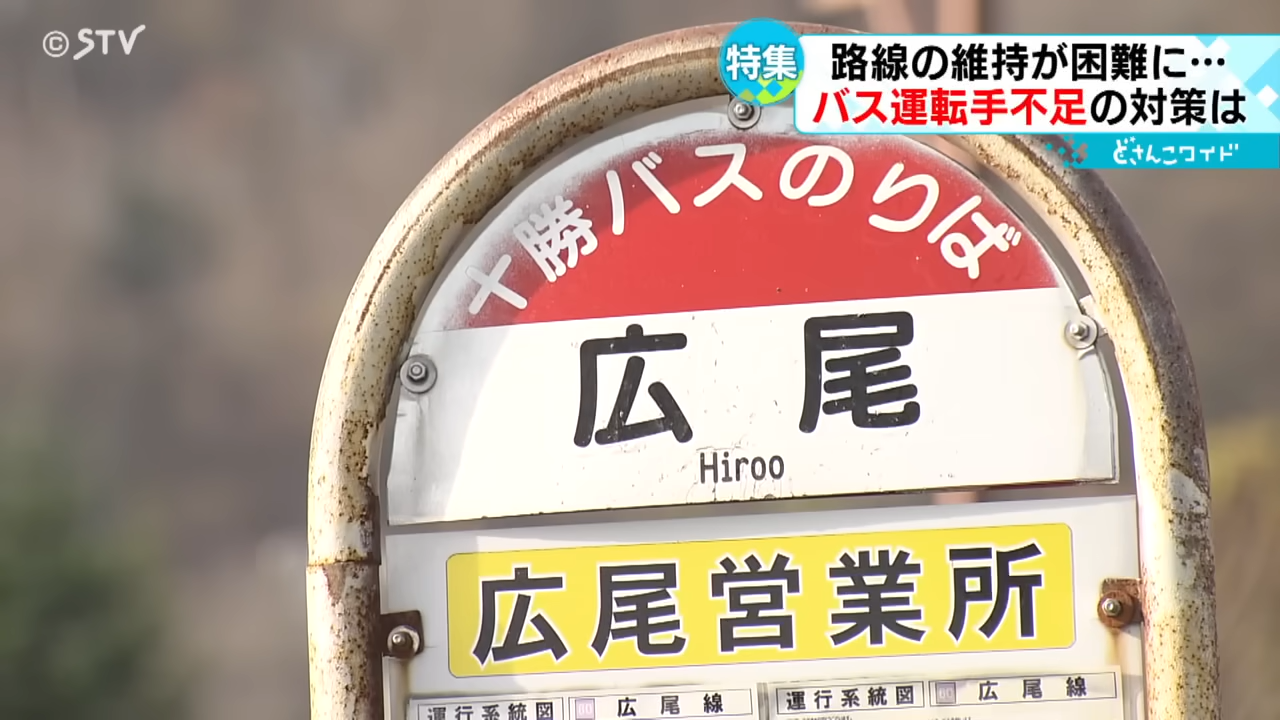 © STV
特集
路線の維持が困難に…
バス運転手不足の対策は
どさんこワイド
十勝バスのりば
広尾
Hiroo
広尾営業所
運行系統図 60 広尾線
運行系統図 60 広尾線